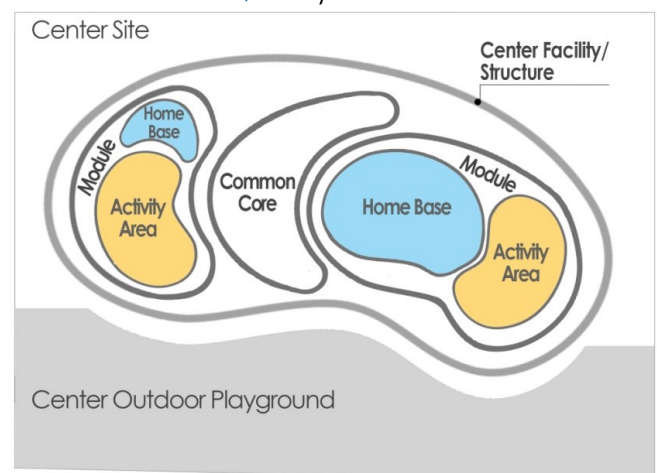 Center Site
Center Facility/
Structure
Home
Base
Module
Activity
Area
Common
Core
Module
Home Base
Activity
Area
Center Outdoor Playground